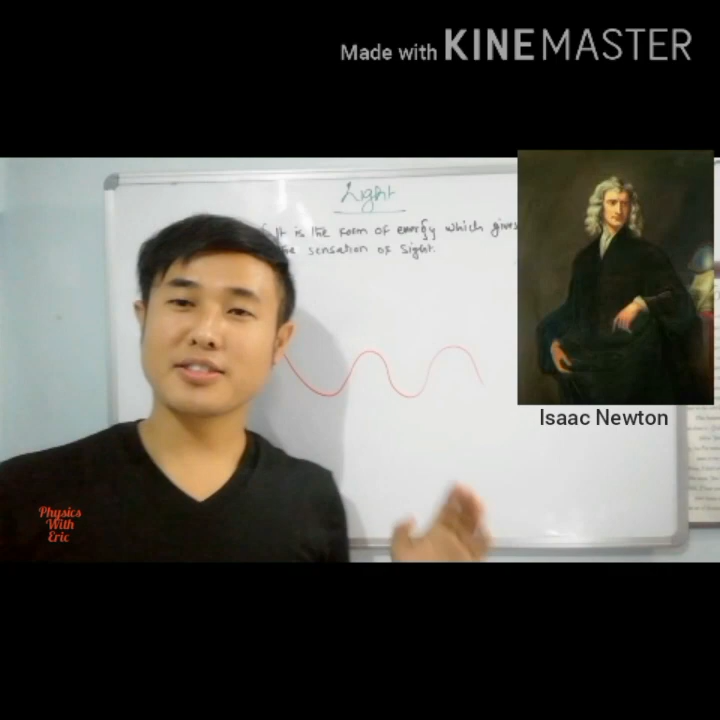 Made with KINEMASTER
Light
It is the form of energy which gives
the sensation of sight.
Isaac Newton
Physics
With
Eric